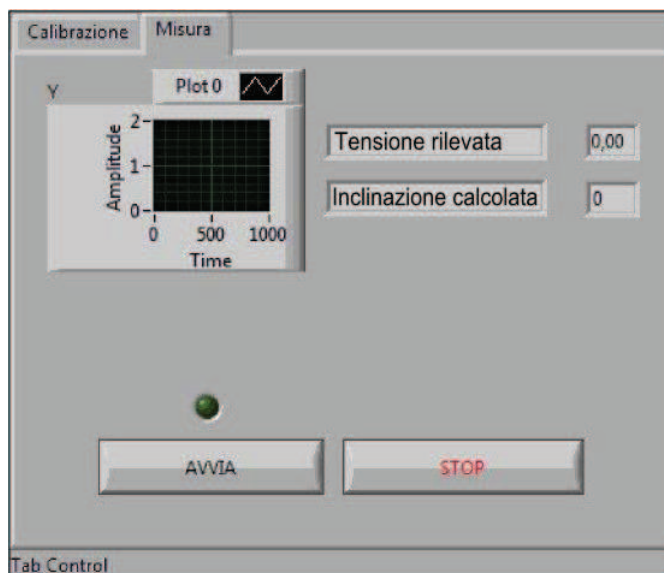 Calibrazione Misura
Y Plot 0
Amplitude
2
1
0
0 500 1000
Time
Tensione rilevata 0,00
Inclinazione calcolata 0
AVVIA STOP
Tab Control